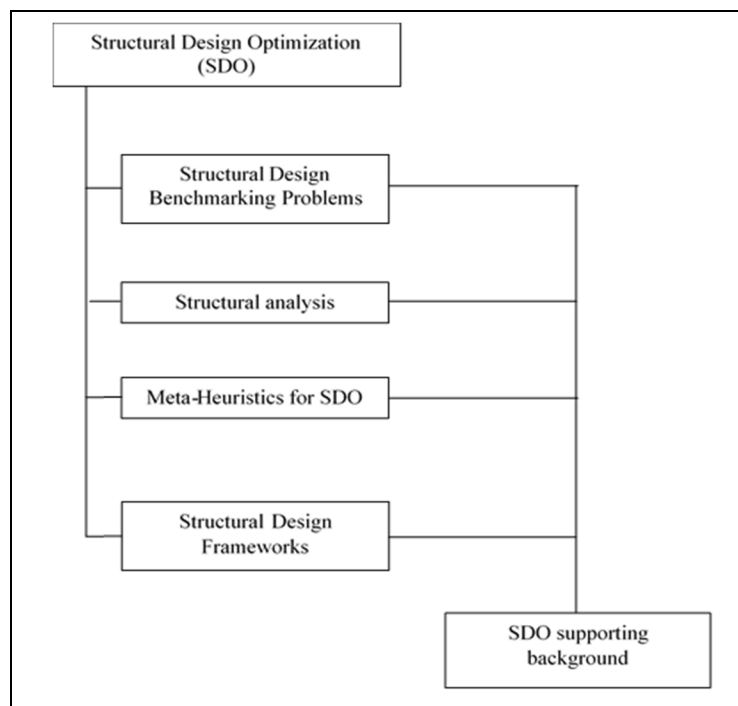 Structural Design Optimization
(SDO)
Structural Design
Benchmarking Problems
Structural analysis
Meta-Heuristics for SDO
Structural Design
Frameworks
SDO supporting
background